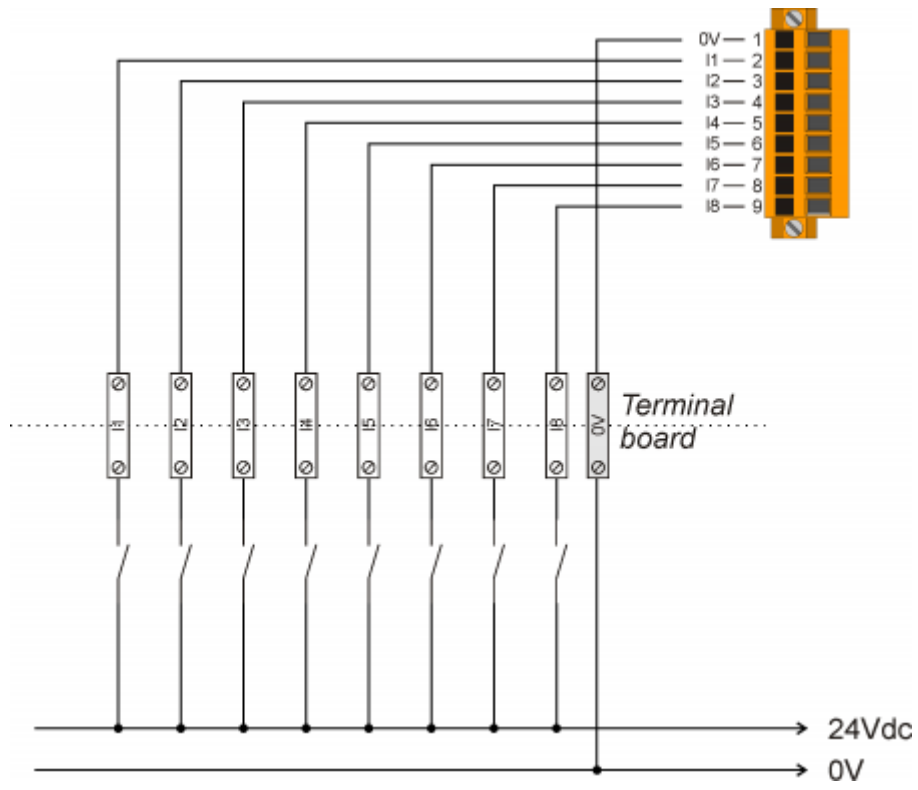 0V — 1
I1 — 2
I2 — 3
I3 — 4
I4 — 5
I5 — 6
I6 — 7
I7 — 8
I8 — 9
I1
I2
I3
I4
I5
I6
I7
I8
0V
Terminal
board
24Vdc
0V